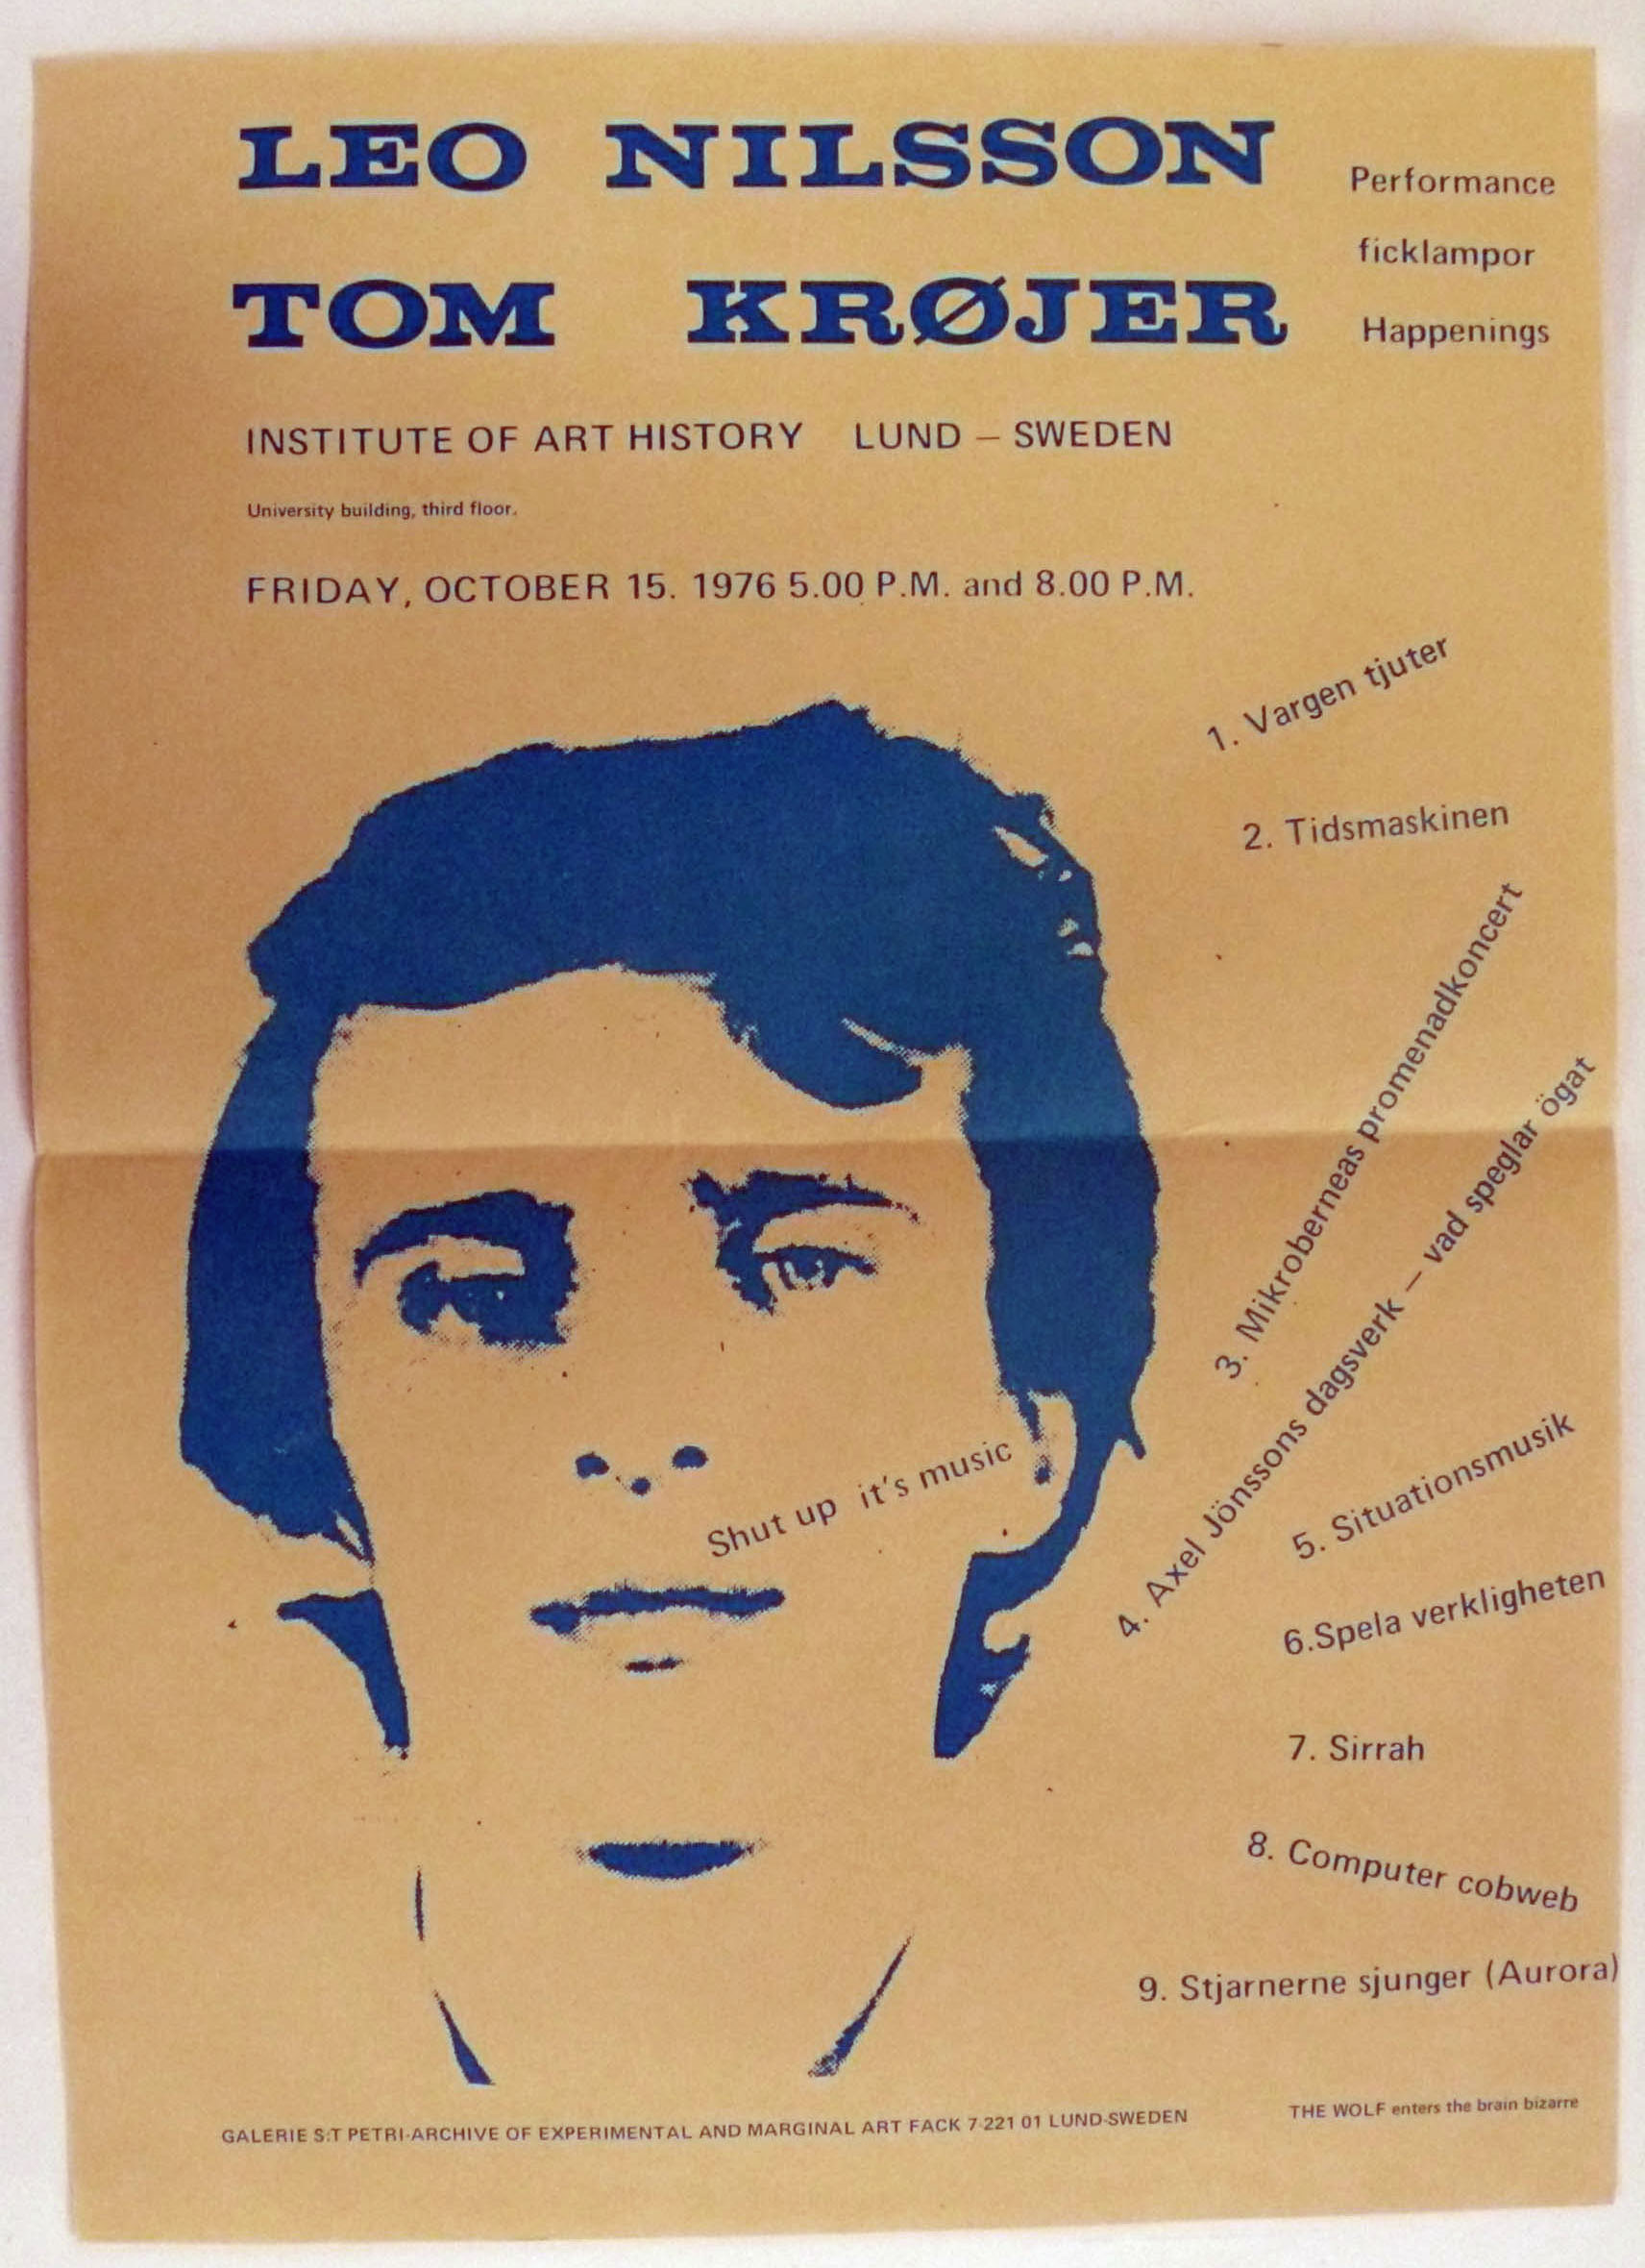 LEO NILSSON
TOM KRØJER
Performance
ficklampor
Happenings
INSTITUTE OF ART HISTORY LUND – SWEDEN
University building, third floor.
FRIDAY, OCTOBER 15. 1976 5.00 P.M. and 8.00 P.M.
1. Vargen tjuter
2. Tidsmaskinen
3. Mikroberneas promenadkoncert
4. Axel Jönssons dagsverk – vad speglar ögat
Shut up it's music
5. Situationsmusik
6.Spela verkligheten
7. Sirrah
8. Computer cobweb
9. Stjarnerne sjunger (Aurora)
GALERIE S:T PETRI-ARCHIVE OF EXPERIMENTAL AND MARGINAL ART FACK 7-221 01 LUND-SWEDEN
THE WOLF enters the brain bizarre